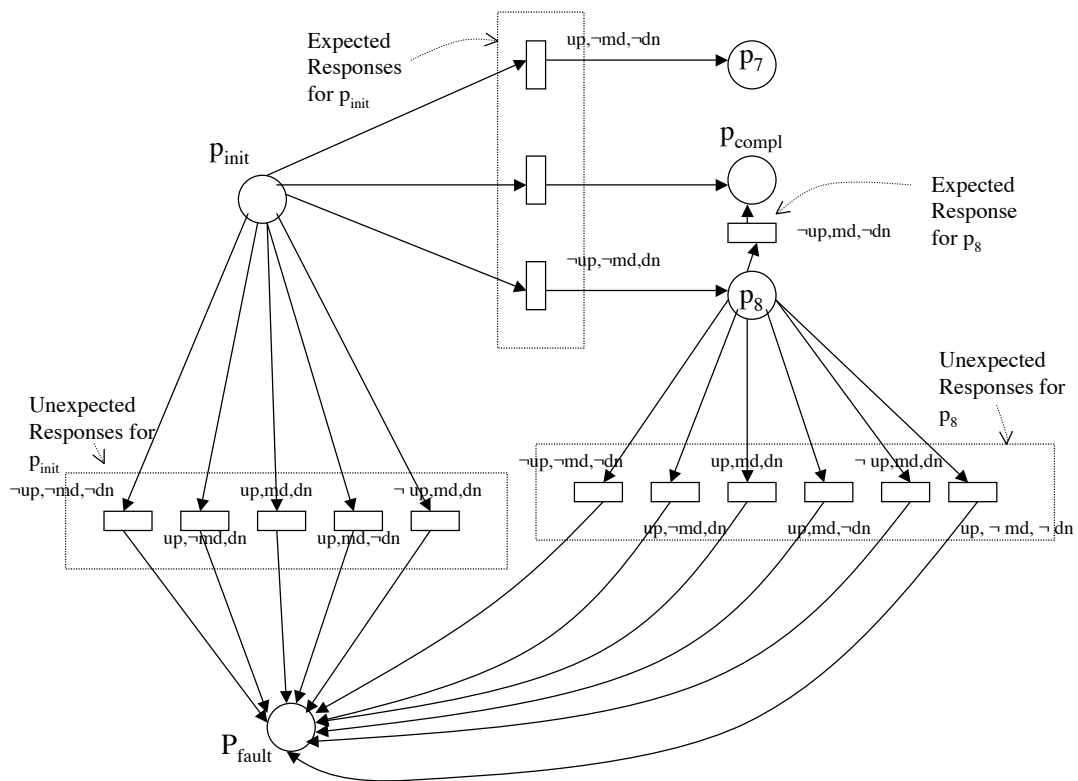 Expected
Responses
for p_init
up,¬md,¬dn
p_7
p_init
p_compl
Expected
Response
for p_8
¬up,md,¬dn
¬up,¬md,dn
p_8
Unexpected
Responses for
p_8
Unexpected
Responses for
p_init
¬up,¬md,¬dn
up,md,dn
¬ up,md,dn
¬up,¬md,¬dn
up,md,dn
¬ up,md,dn
up,¬md,dn
up,md,¬dn
up,¬md,dn
up,md,¬dn
up, ¬ md, ¬ dn
P_fault